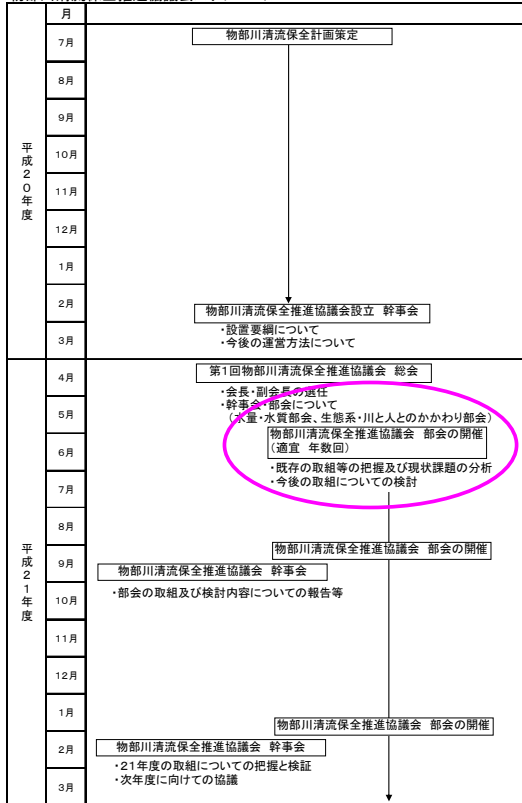 月
平成20年度
7月
物部川清流保全計画策定
8月
9月
10月
11月
12月
1月
2月
物部川清流保全推進協議会設立 幹事会
・設置要綱について
3月
・今後の運営方法について
平成21年度
4月
第1回物部川清流保全推進協議会 総会
・会長・副会長の選任
5月
・幹事会・部会について
(水量・水質部会、生態系・川と人とのかかわり部会)
物部川清流保全推進協議会 部会の開催
6月
(適宜 年数回)
・既存の取組等の把握及び現状課題の分析
7月
・今後の取組についての検討
8月
物部川清流保全推進協議会 部会の開催
9月
物部川清流保全推進協議会 幹事会
10月
・部会の取組及び検討内容についての報告等
11月
12月
1月
物部川清流保全推進協議会 部会の開催
2月
物部川清流保全推進協議会 幹事会
・21年度の取組についての把握と検証
3月
・次年度に向けての協議